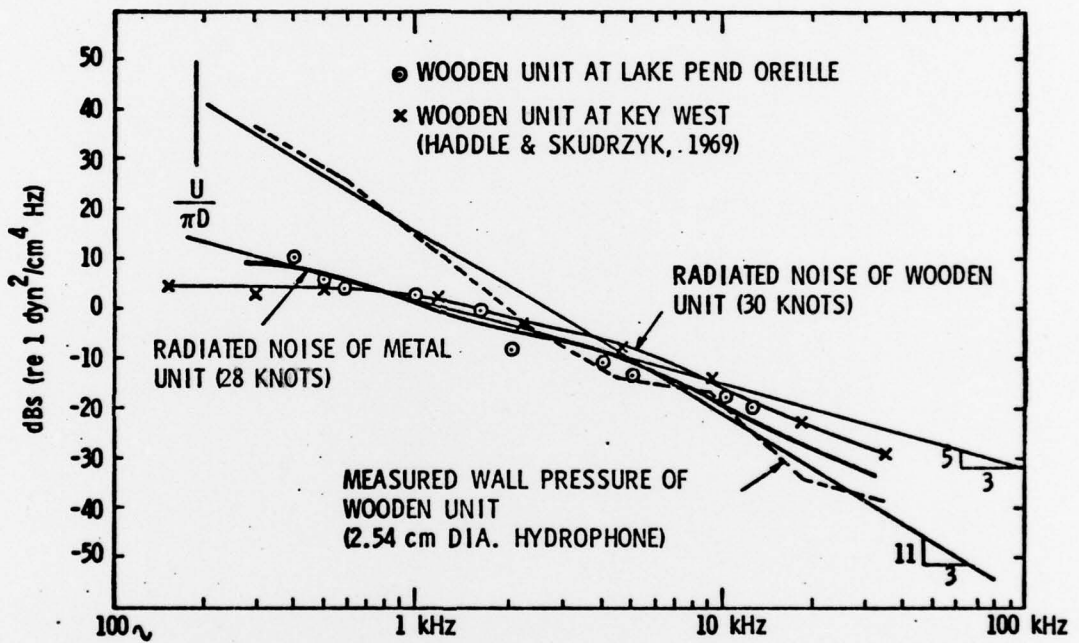 50
40
30
20
10
0
-10
-20
-30
-40
-50
dBs (re 1 dyn²/cm⁴ Hz)
⊙ WOODEN UNIT AT LAKE PEND OREILLE
× WOODEN UNIT AT KEY WEST
(HADDLE & SKUDRZYK, .1969)
U
πD
RADIATED NOISE OF WOODEN
UNIT (30 KNOTS)
RADIATED NOISE OF METAL
UNIT (28 KNOTS)
5
3
MEASURED WALL PRESSURE OF
WOODEN UNIT
(2.54 cm DIA. HYDROPHONE)
11
3
100~
1 kHz
10 kHz
100 kHz